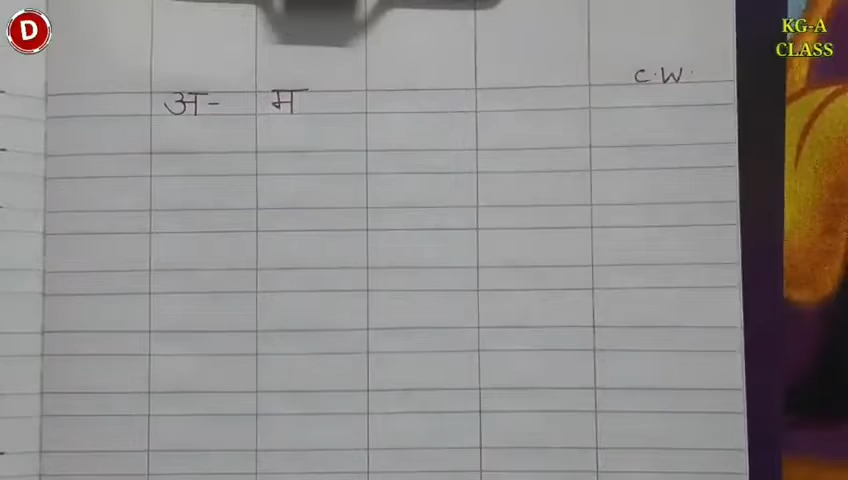 D
KG-A
CLASS
C.W.
अ- म